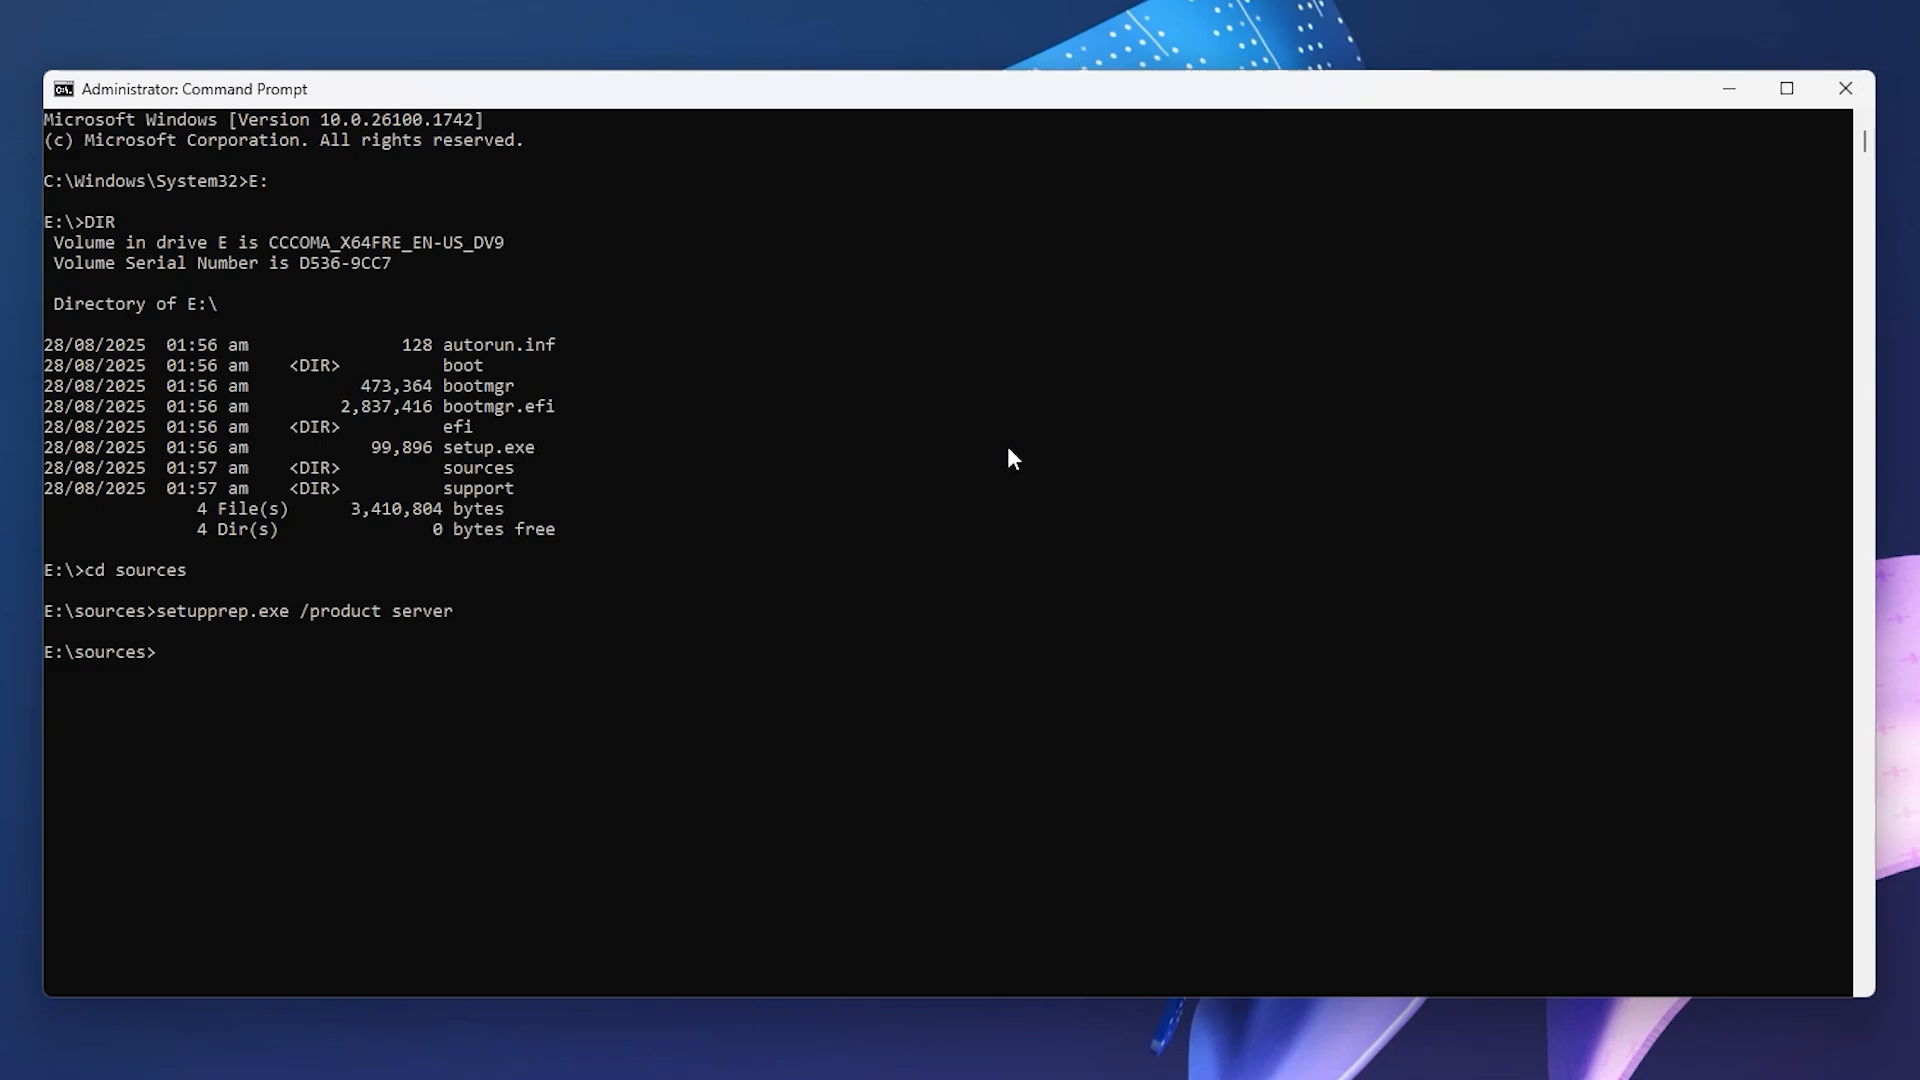 Administrator: Command Prompt
Microsoft Windows [Version 10.0.26100.1742]
(c) Microsoft Corporation. All rights reserved.
C:\Windows\System32>E:
E:\>DIR
Volume in drive E is CCCOMA_X64FRE_EN-US_DV9
Volume Serial Number is D536-9CC7
Directory of E:\
28/08/2025  01:56 am               128 autorun.inf
28/08/2025  01:56 am    <DIR>          boot
28/08/2025  01:56 am           473,364 bootmgr
28/08/2025  01:56 am         2,837,416 bootmgr.efi
28/08/2025  01:56 am    <DIR>          efi
28/08/2025  01:56 am            99,896 setup.exe
28/08/2025  01:57 am    <DIR>          sources
28/08/2025  01:57 am    <DIR>          support
4 File(s)      3,410,804 bytes
4 Dir(s)               0 bytes free
E:\>cd sources
E:\sources>setupprep.exe /product server
E:\sources>